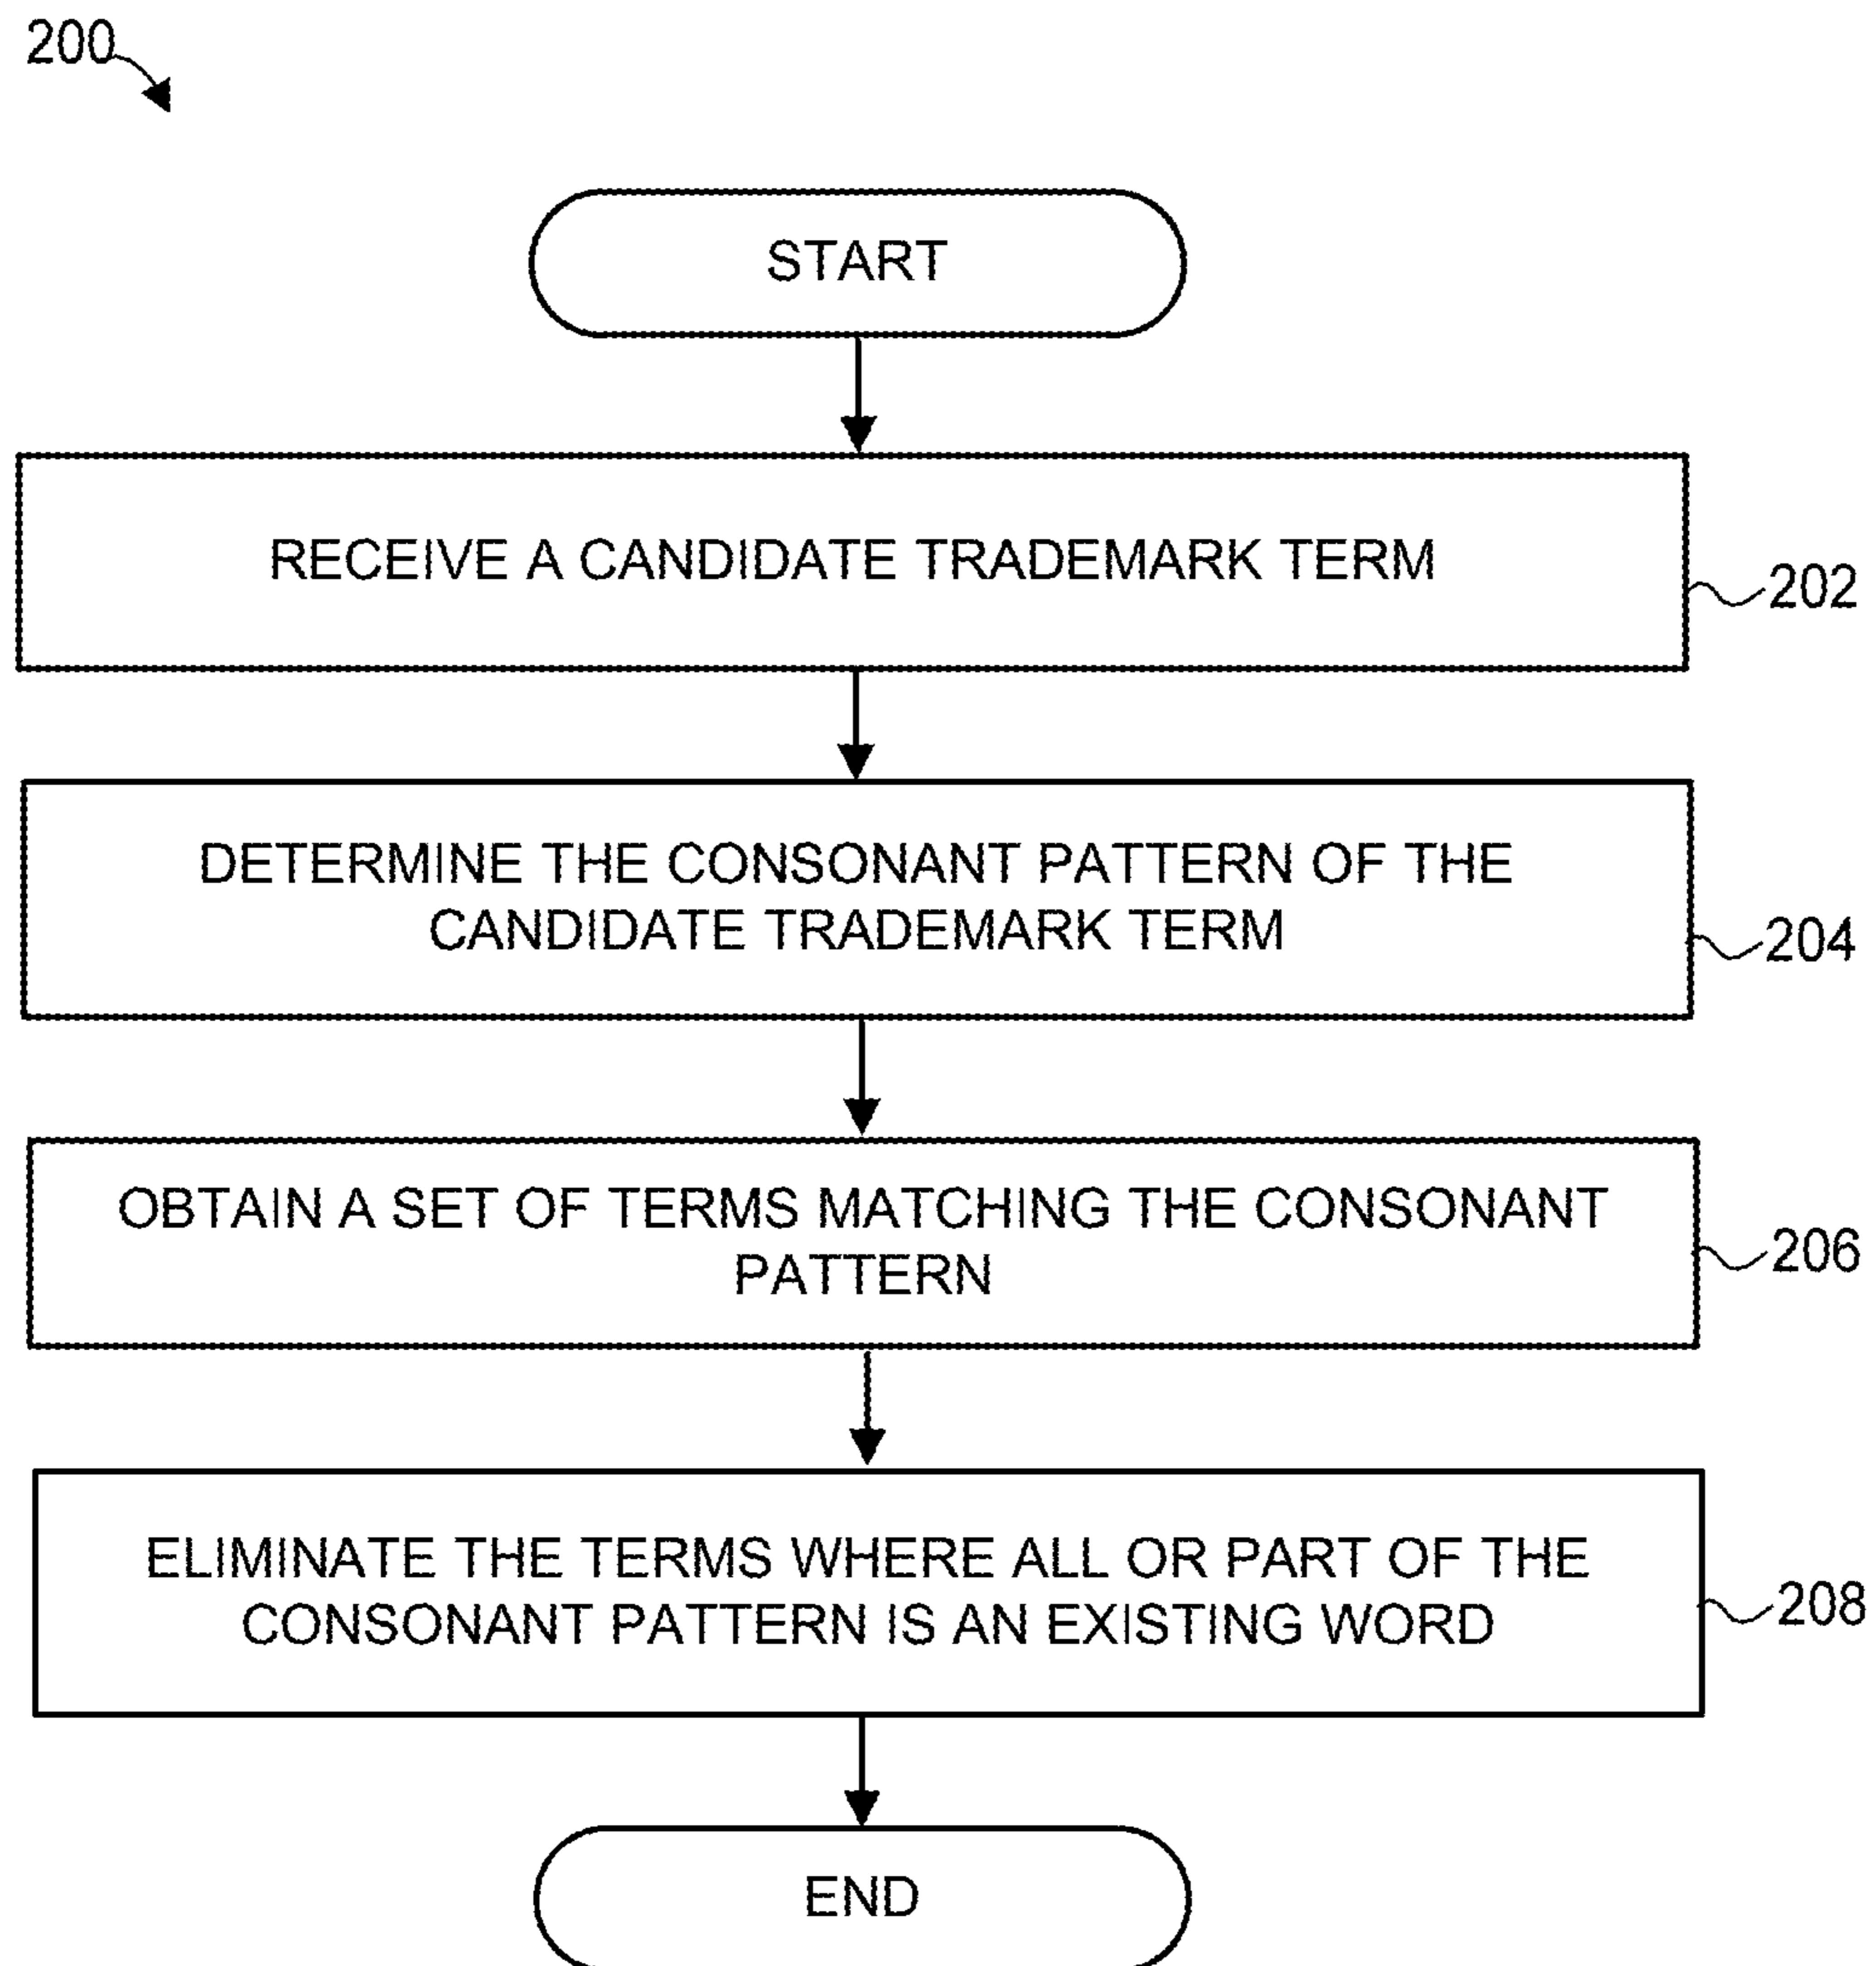 200
START
RECEIVE A CANDIDATE TRADEMARK TERM
202
DETERMINE THE CONSONANT PATTERN OF THE
CANDIDATE TRADEMARK TERM
204
OBTAIN A SET OF TERMS MATCHING THE CONSONANT
PATTERN
206
ELIMINATE THE TERMS WHERE ALL OR PART OF THE
CONSONANT PATTERN IS AN EXISTING WORD
208
END